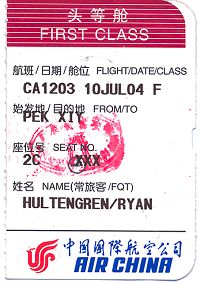 头等舱
FIRST CLASS
航班/日期/舱位 FLIGHT/DATE/CLASS
CA1203 10JUL04 F
始发地/目的地 FROM/TO
PEK XIY
座位号 SEAT NO.
2C XXX
姓名 NAME(常旅客/FQT)
HULTENGREN/RYAN
中国国際航空公司
AIR CHINA